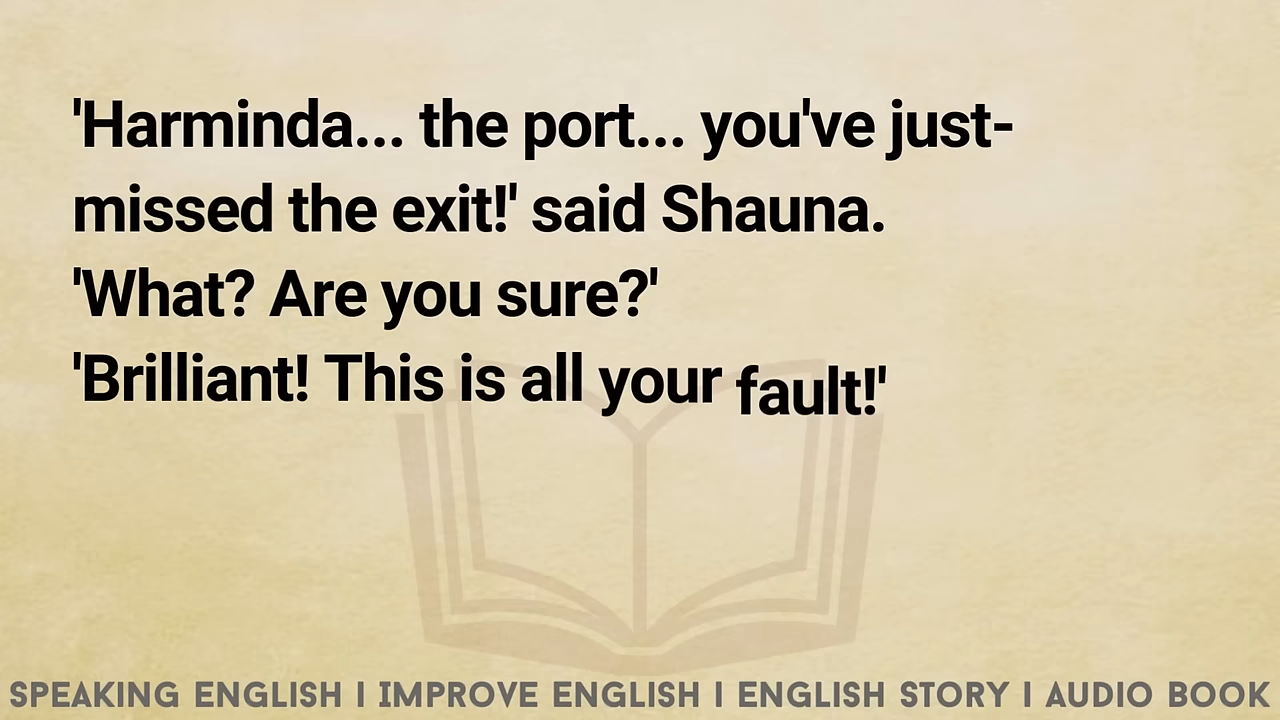 'Harminda... the port... you've just-
missed the exit!' said Shauna.
'What? Are you sure?'
'Brilliant! This is all your fault!'
SPEAKING ENGLISH I IMPROVE ENGLISH I ENGLISH STORY I AUDIO BOOK